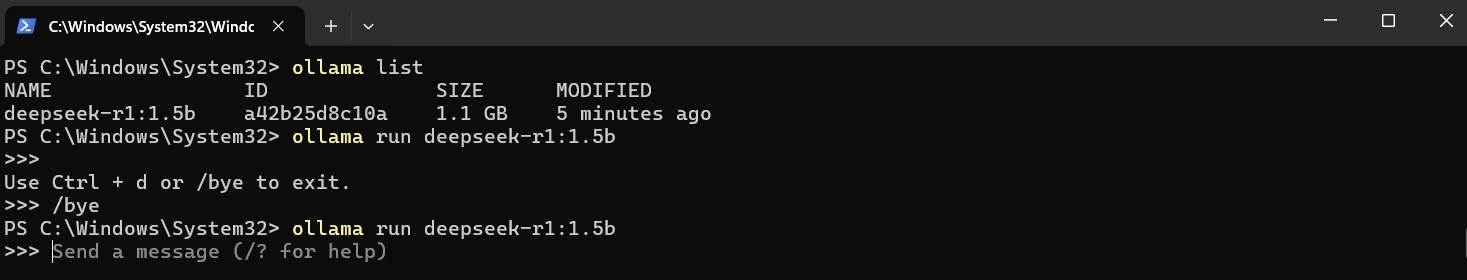 C:\Windows\System32\Windc
PS C:\Windows\System32> ollama list
NAME ID SIZE MODIFIED
deepseek-r1:1.5b a42b25d8c10a 1.1 GB 5 minutes ago
PS C:\Windows\System32> ollama run deepseek-r1:1.5b
>>>
Use Ctrl + d or /bye to exit.
>>> /bye
PS C:\Windows\System32> ollama run deepseek-r1:1.5b
>>> Send a message (/? for help)